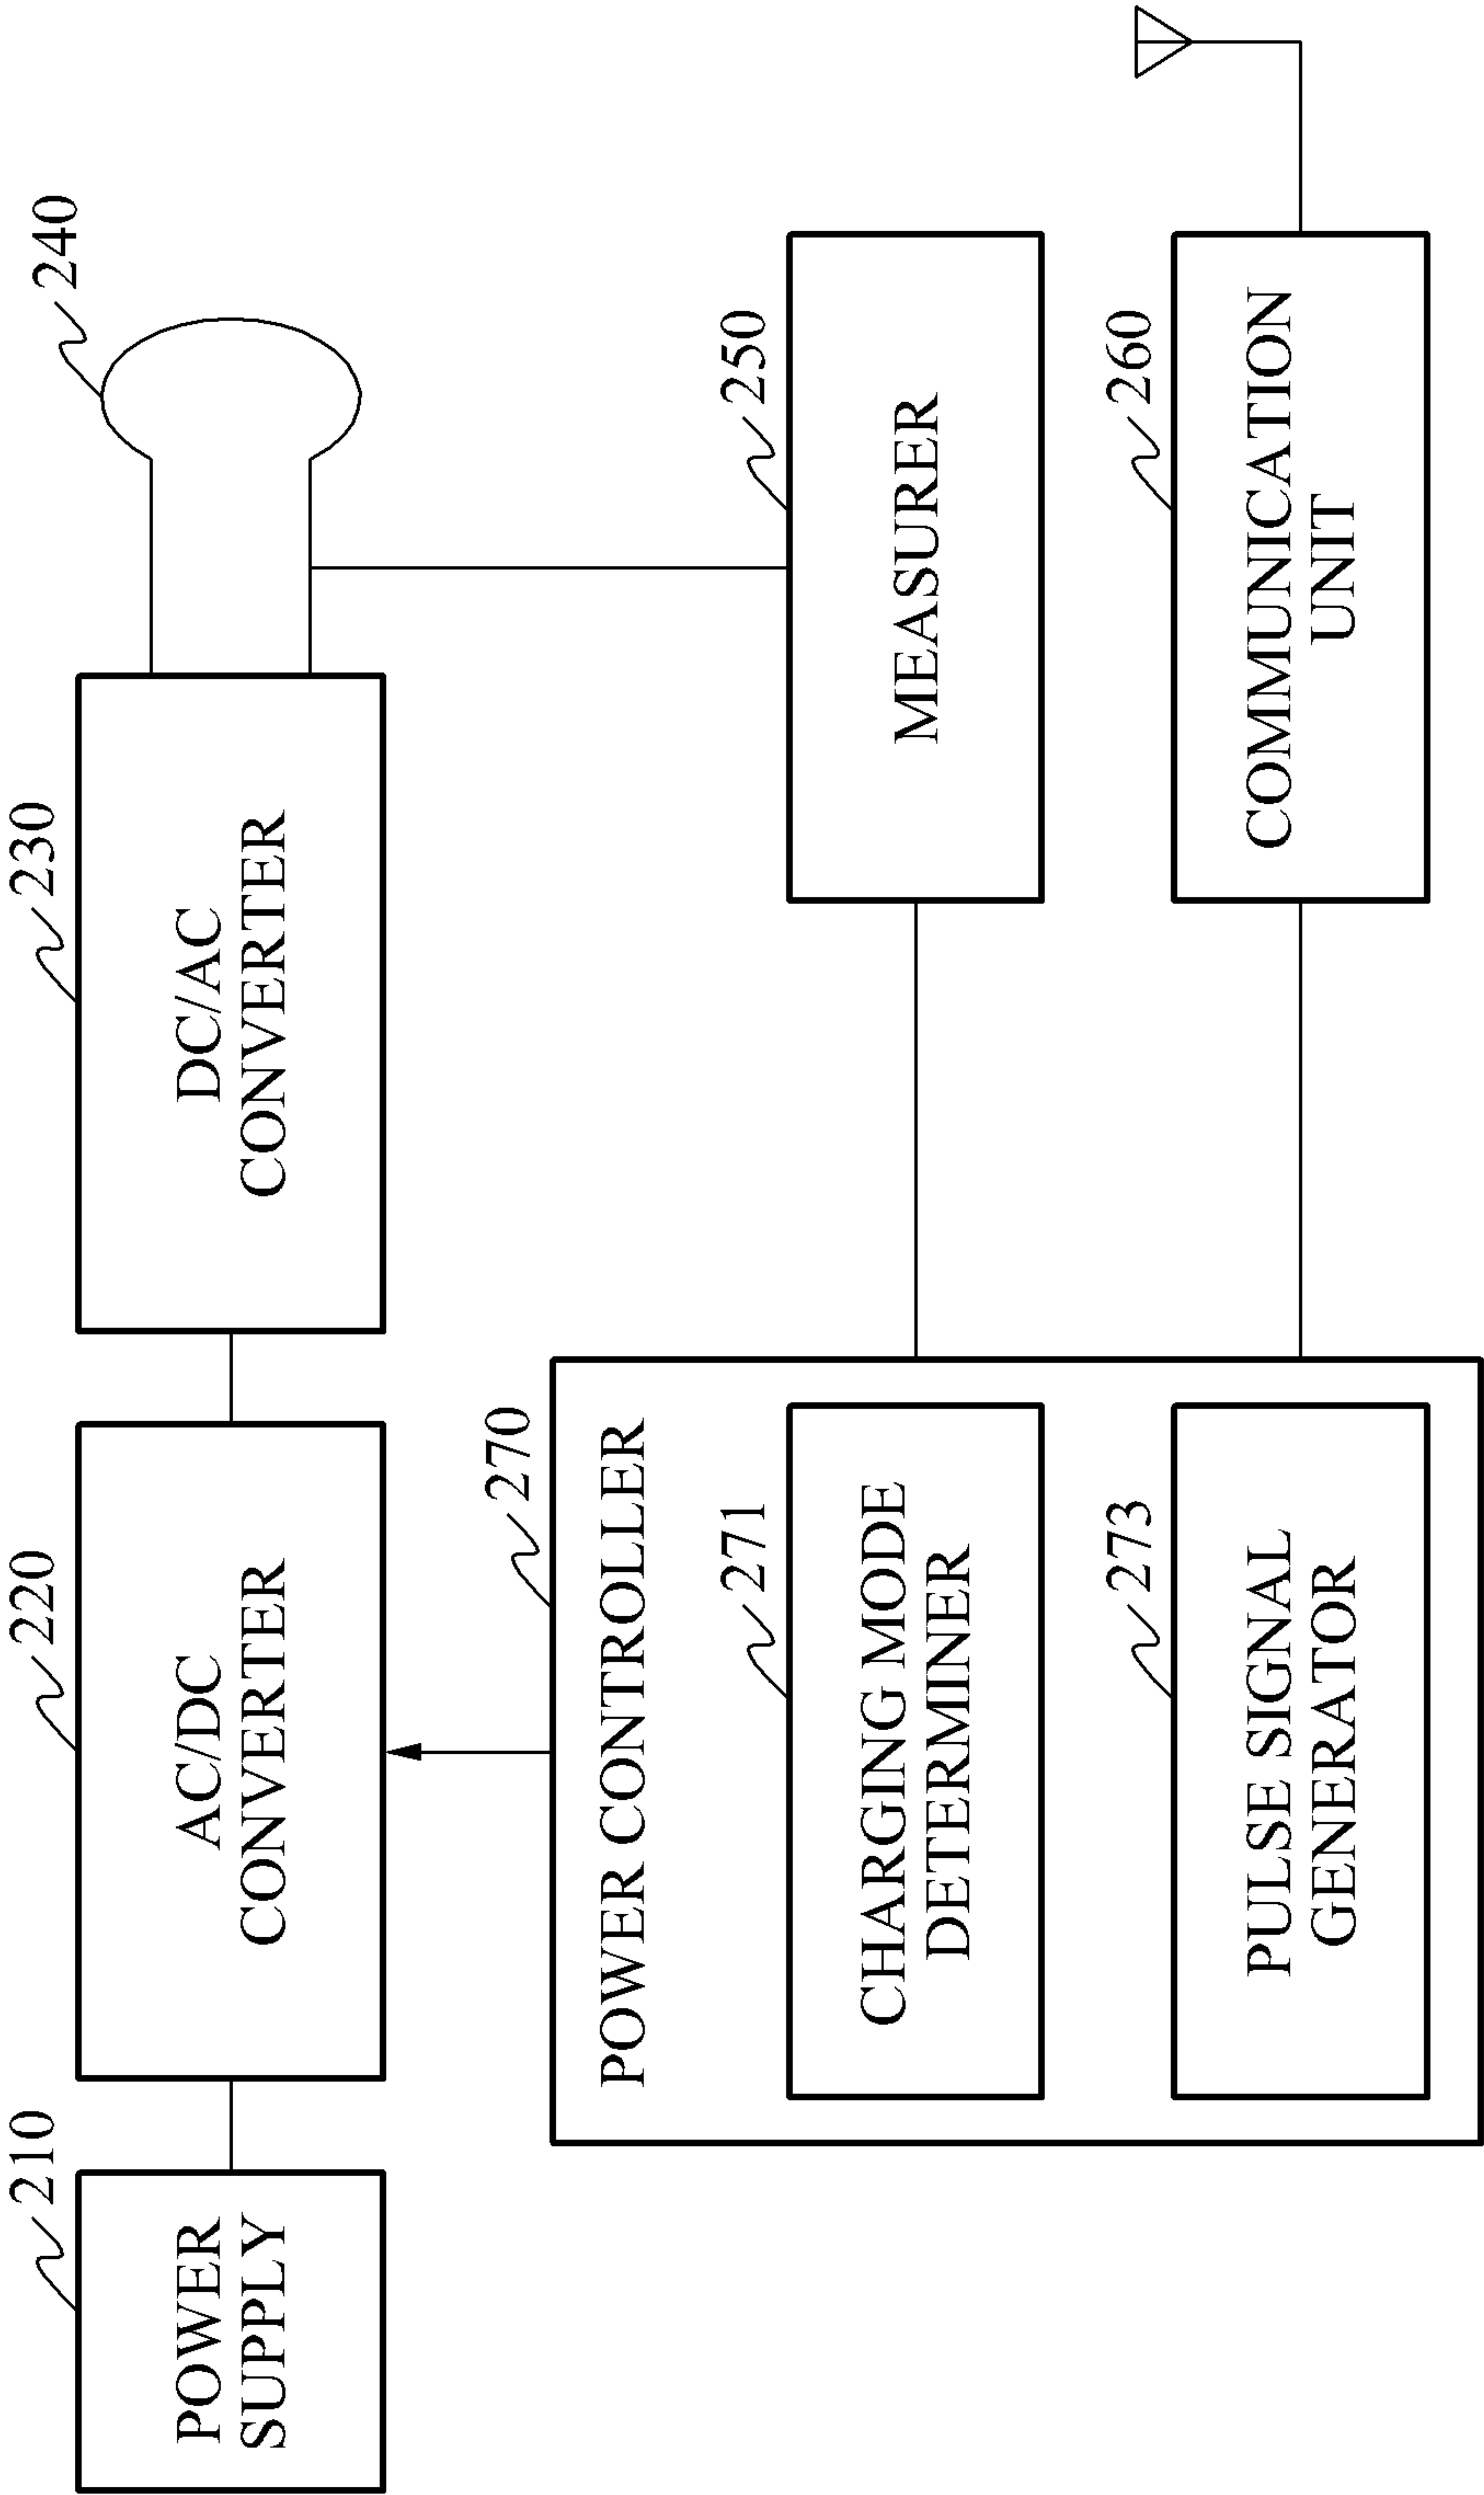 210
POWER
SUPPLY
220
AC/DC
CONVERTER
230
DC/AC
CONVERTER
240
270
POWER CONTROLLER
271
CHARGING MODE
DETERMINER
250
MEASURER
273
PULSE SIGNAL
GENERATOR
260
COMMUNICATION
UNIT